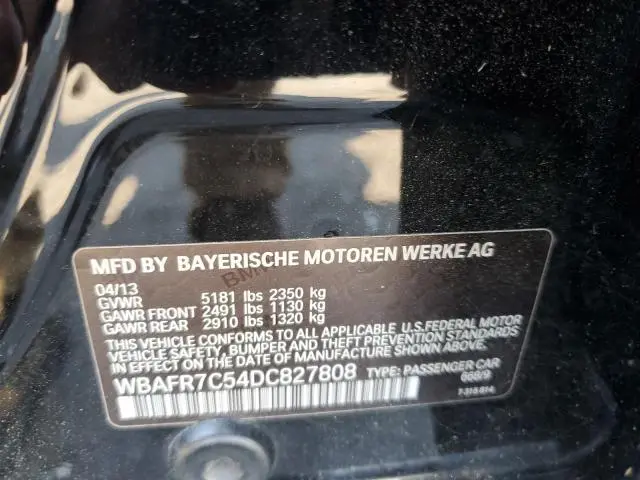 MFD BY BAYERISCHE MOTOREN WERKE AG
04/13
GVWR 5181 lbs 2350 kg
GAWR FRONT 2491 lbs 1130 kg
GAWR REAR 2910 lbs 1320 kg
THIS VEHICLE CONFORMS TO ALL APPLICABLE U.S.FEDERAL MOTOR
VEHICLE SAFETY, BUMPER AND THEFT PREVENTION STANDARDS
IN EFFECT ON THE DATE OF MANUFACTURE SHOWN ABOVE.
WBAFR7C54DC827808 TYPE: PASSENGER CAR
668/9